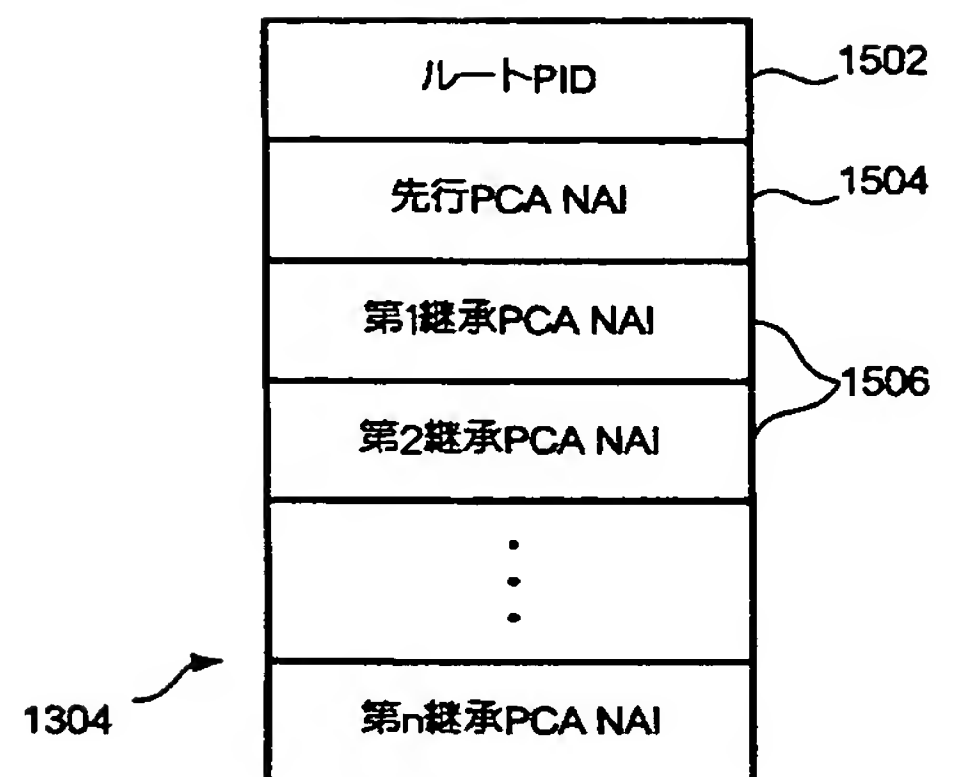 ルートPID
1502
先行PCA NAI
1504
第1継承PCA NAI
1506
第2継承PCA NAI
1304
第n継承PCA NAI